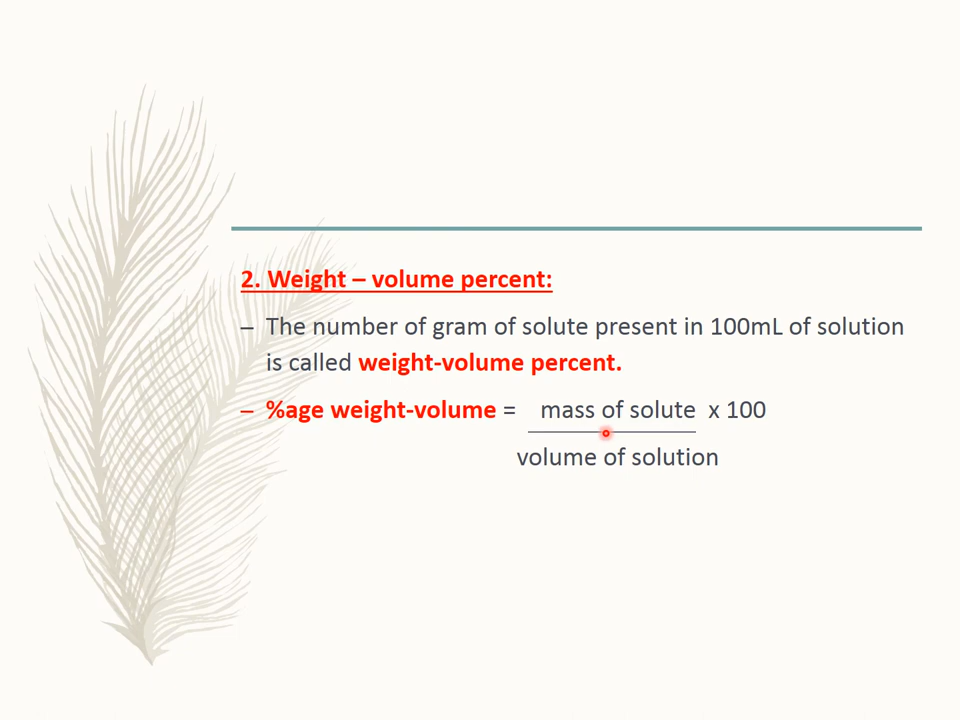 2. Weight – volume percent:
– The number of gram of solute present in 100mL of solution
is called weight-volume percent.
– %age weight-volume = mass of solute x 100
volume of solution